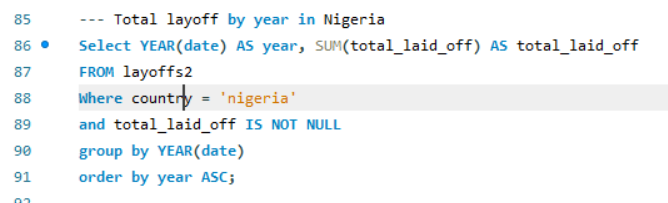 85 --- Total layoff by year in Nigeria
86 Select YEAR(date) AS year, SUM(total_laid_off) AS total_laid_off
87 FROM layoffs2
88 Where country = 'nigeria'
89 and total_laid_off IS NOT NULL
90 group by YEAR(date)
91 order by year ASC;
92